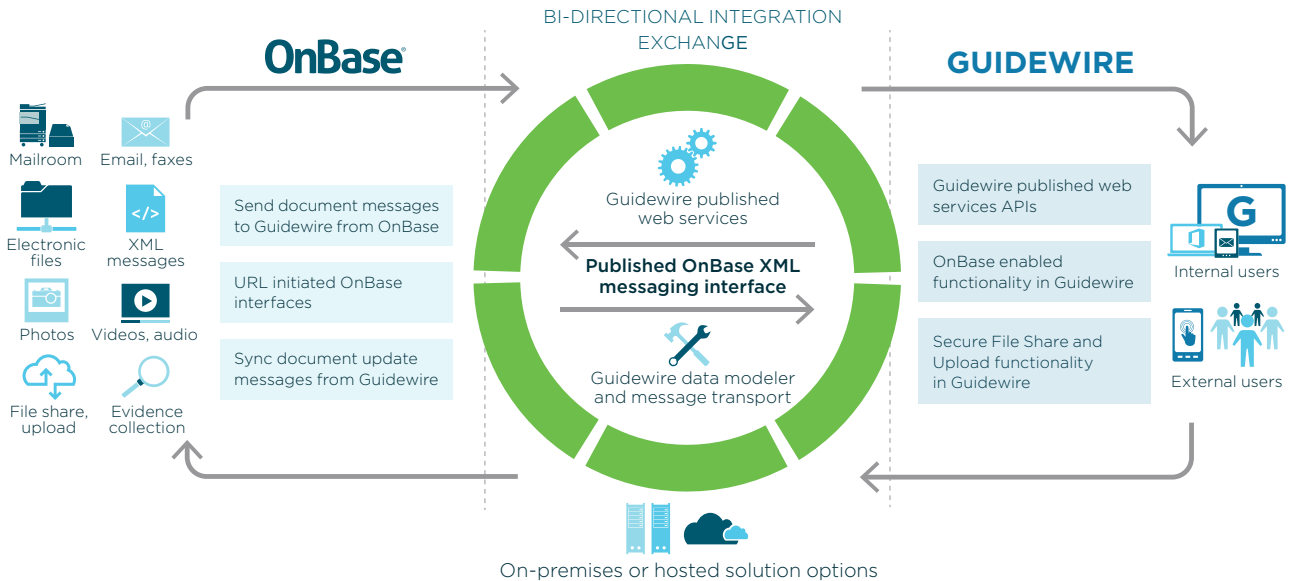 BI-DIRECTIONAL INTEGRATION
EXCHANGE
OnBase®
GUIDEWIRE
Mailroom
Email, faxes
@
Electronic
files
</>
XML
messages
Photos
Videos, audio
File share,
upload
Evidence
collection
Send document messages
to Guidewire from OnBase
URL initiated OnBase
interfaces
Sync document update
messages from Guidewire
Guidewire published
web services
Published OnBase XML
messaging interface
Guidewire data modeler
and message transport
Guidewire published web
services APIs
OnBase enabled
functionality in Guidewire
Secure File Share and
Upload functionality
in Guidewire
G
Internal users
External users
On-premises or hosted solution options